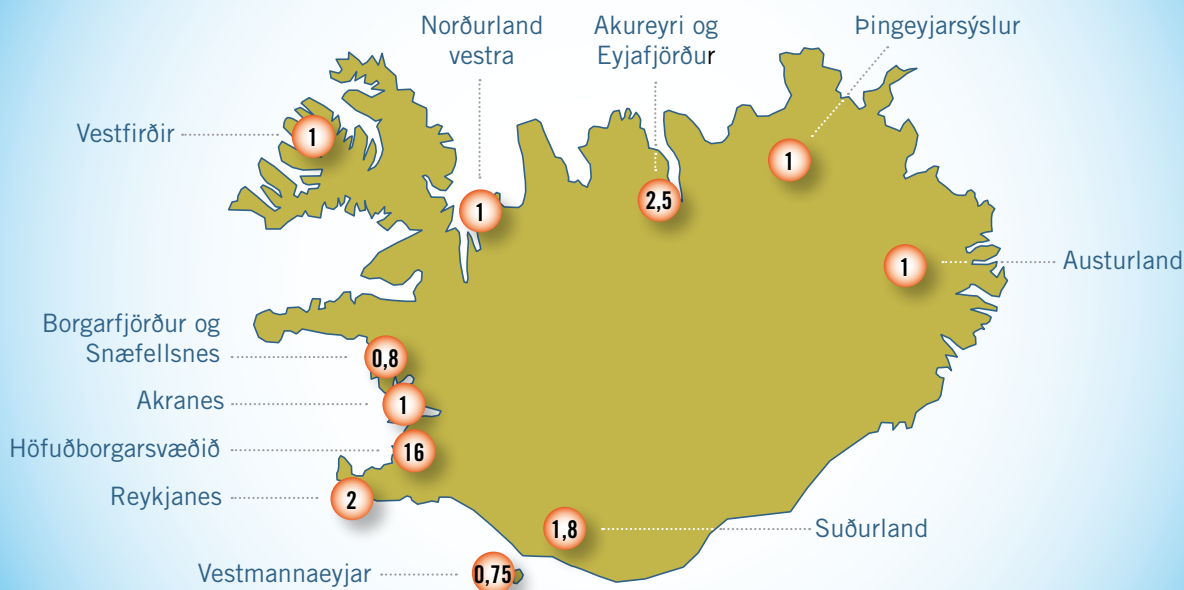 Norðurland
vestra
Akureyri og
Eyjafjörður
Þingeyjarsýslur
Vestfirðir
1
1
2,5
1
1
Austurland
Borgarfjörður og
Snæfellsnes
0,8
Akranes
1
Höfuðborgarsvæðið
16
Reykjanes
2
1,8
Suðurland
Vestmannaeyjar
0,75